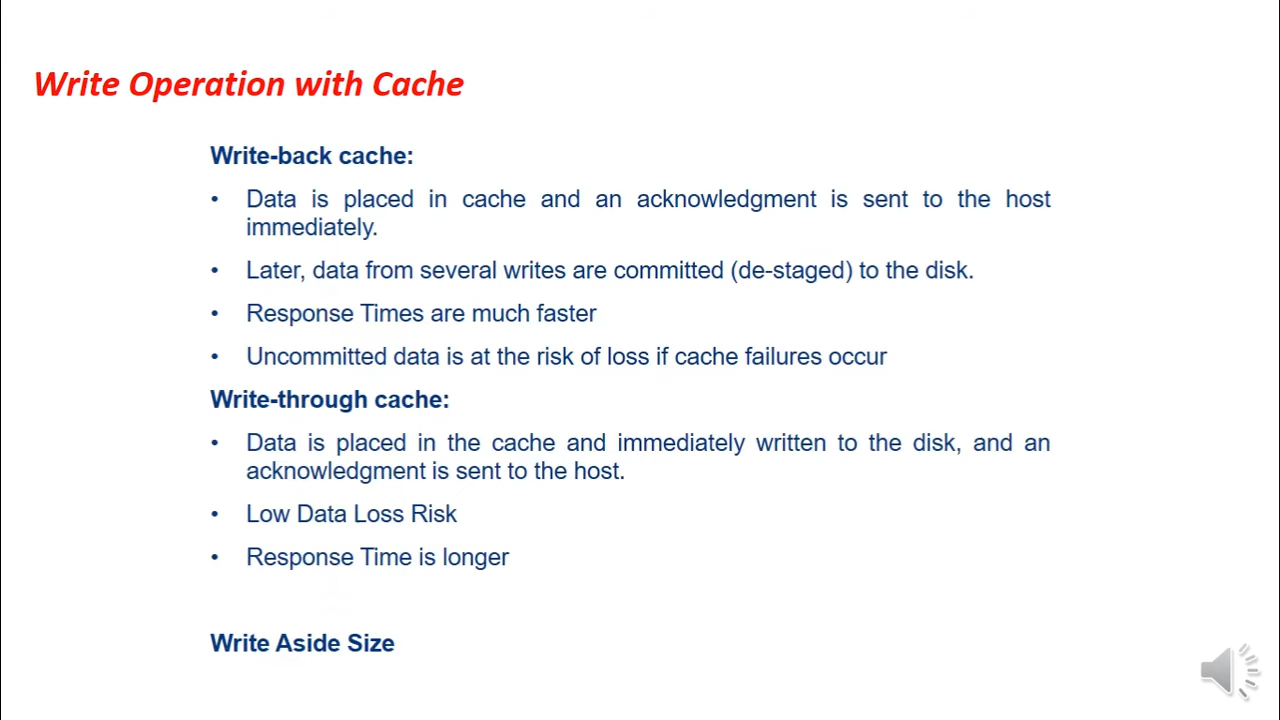 Write Operation with Cache
Write-back cache:
• Data is placed in cache and an acknowledgment is sent to the host
immediately.
• Later, data from several writes are committed (de-staged) to the disk.
• Response Times are much faster
• Uncommitted data is at the risk of loss if cache failures occur
Write-through cache:
• Data is placed in the cache and immediately written to the disk, and an
acknowledgment is sent to the host.
• Low Data Loss Risk
• Response Time is longer
Write Aside Size